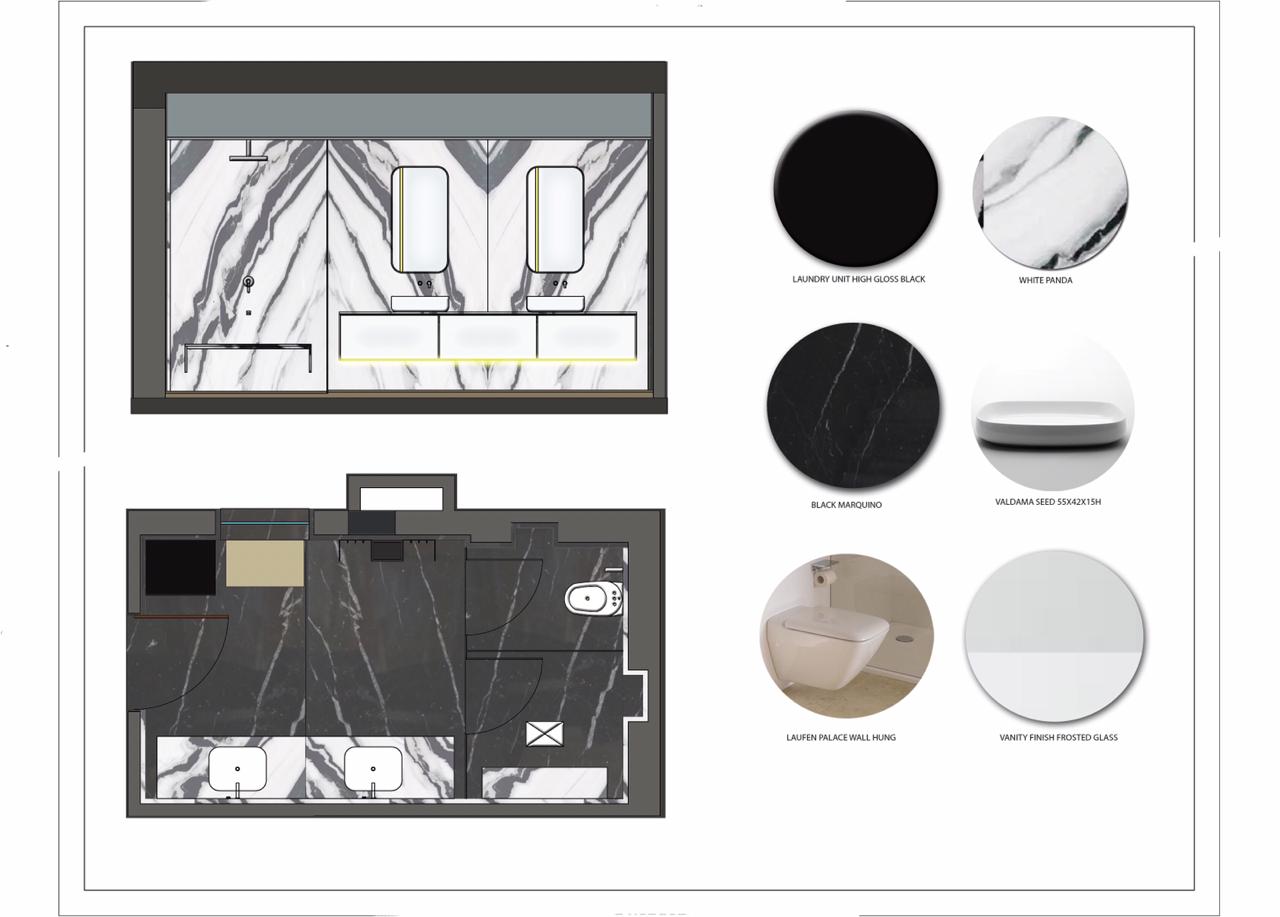 LAUNDRY UNIT HIGH GLOSS BLACK
WHITE PANDA
BLACK MARQUINO
VALDAMA SEED 55X42X15H
LAUFEN PALACE WALL HUNG
VANITY FINISH FROSTED GLASS